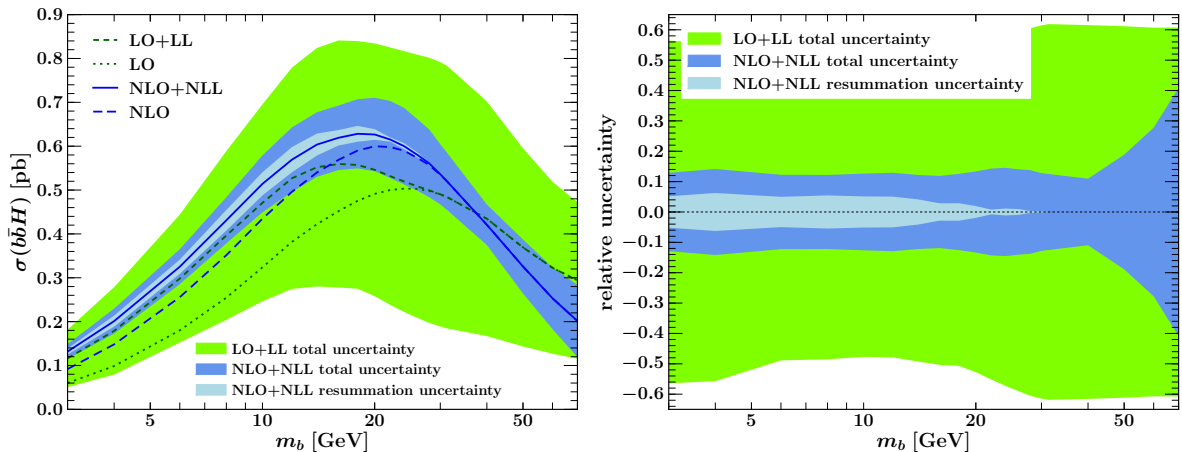 0.9
0.8
0.7
0.6
0.5
0.4
0.3
0.2
0.1
0.0
σ(bb̄H) [pb]
LO+LL
LO
NLO+NLL
NLO
LO+LL total uncertainty
NLO+NLL total uncertainty
NLO+NLL resummation uncertainty
5 10 20 50
m_b [GeV]
0.6
0.5
0.4
0.3
0.2
0.1
0.0
−0.1
−0.2
−0.3
−0.4
−0.5
−0.6
relative uncertainty
LO+LL total uncertainty
NLO+NLL total uncertainty
NLO+NLL resummation uncertainty
5 10 20 50
m_b [GeV]